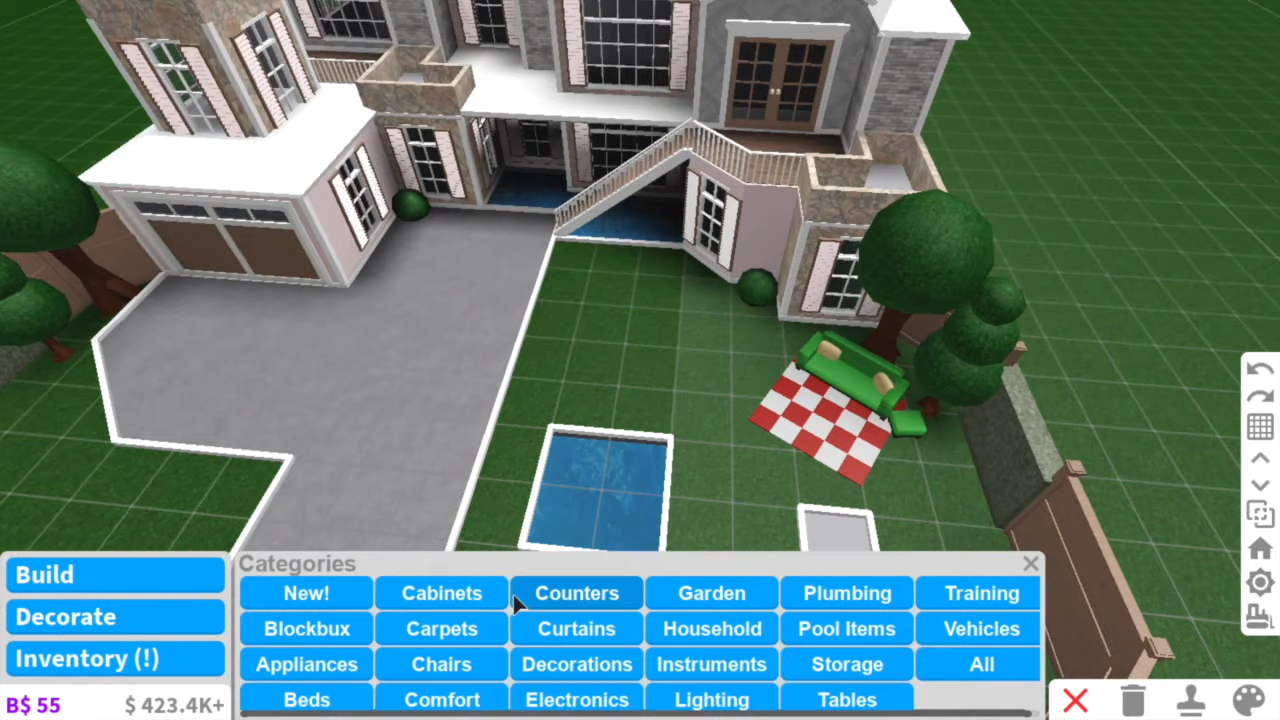 Build
Decorate
Inventory (!)
B$ 55 $ 423.4K+
Categories
New! Cabinets Counters Garden Plumbing Training
Blockbux Carpets Curtains Household Pool Items Vehicles
Appliances Chairs Decorations Instruments Storage All
Beds Comfort Electronics Lighting Tables